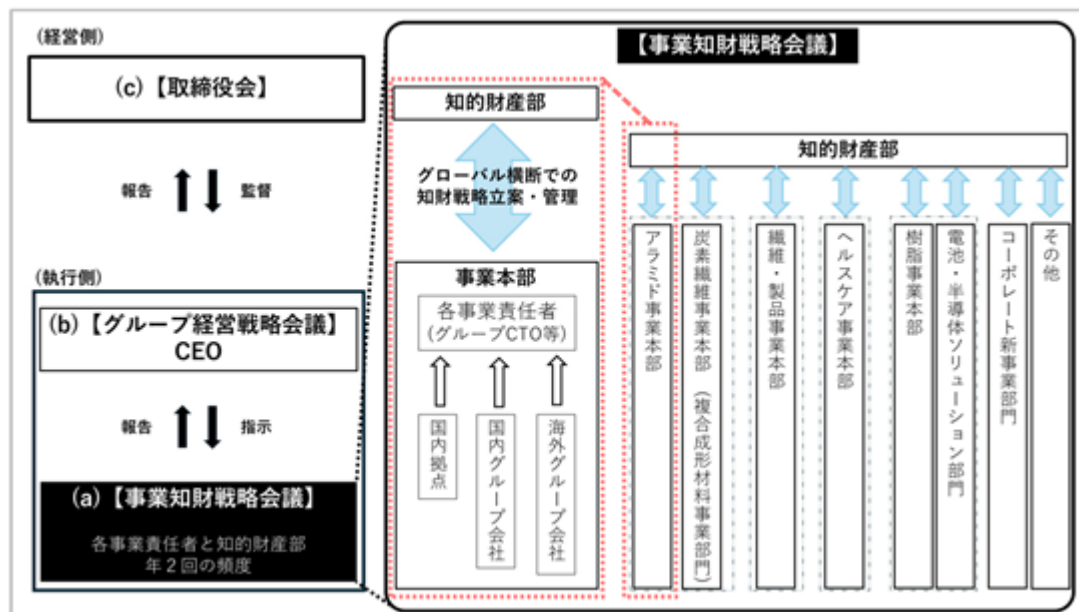 (経営側)
(c)【取締役会】
報告
監督
(執行側)
(b)【グループ経営戦略会議】
CEO
報告
指示
(a)【事業知財戦略会議】
各事業責任者と知的財産部
年2回の頻度
【事業知財戦略会議】
知的財産部
グローバル横断での
知財戦略立案・管理
事業本部
各事業責任者
(グループCTO等)
国内拠点
国内グループ会社
海外グループ会社
知的財産部
アラミド事業本部
炭素繊維事業本部(複合成形材料事業部門)
繊維・製品事業本部
ヘルスケア事業本部
樹脂事業本部
電池・半導体ソリューション部門
コーポレート新事業部門
その他